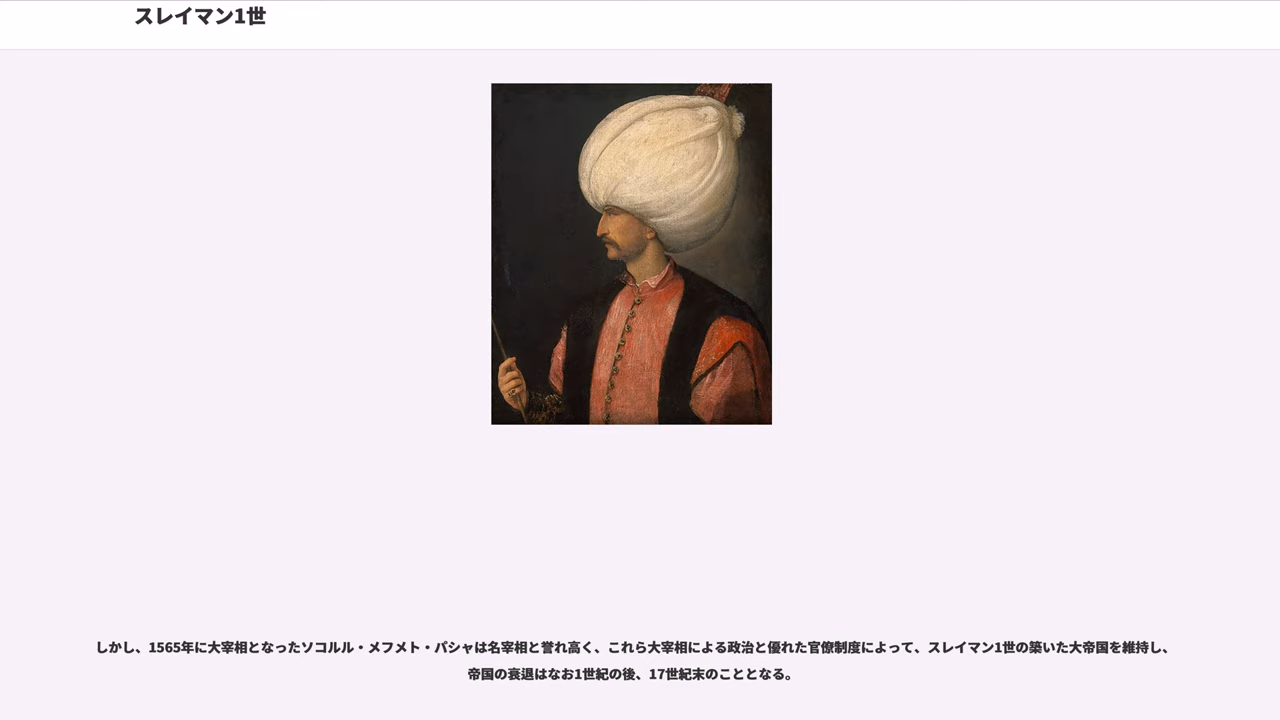 スレイマン1世
しかし、1565年に大宰相となったソコルル・メフメト・パシャは名宰相と誉れ高く、これら大宰相による政治と優れた官僚制度によって、スレイマン1世の築いた大帝国を維持し、
帝国の衰退はなお1世紀の後、17世紀末のこととなる。